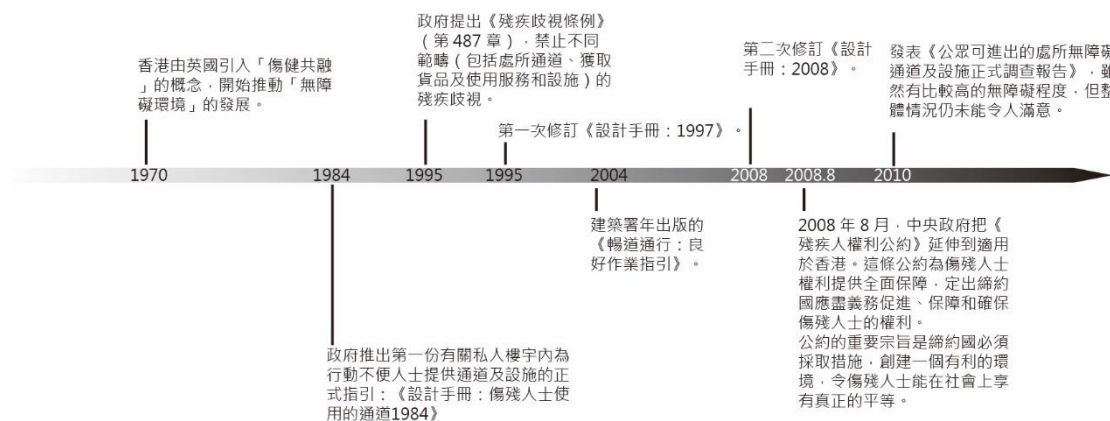 香港由英國引入「傷健共融
」的概念，開始推動「無障
礙環境」的發展。
政府提出《殘疾歧視條例》
（第 487 章），禁止不同
範疇（包括處所通道、獲取
貨品及使用服務和設施）的
殘疾歧視。
第一次修訂《設計手冊：1997》。
第二次修訂《設計
手冊：2008》。
發表《公眾可進出的處所無障礙
通道及設施正式調查報告》，雖
然有比較高的無障礙程度，但整
體情況仍未能令人滿意。
1970
1984
1995
1995
2004
2008
2008.8
2010
政府推出第一份有關私人樓宇內為
行動不便人士提供通道及設施的正
式指引：《設計手冊：傷殘人士使
用的通道1984》
建築署年出版的
《暢道通行：良
好作業指引》。
2008 年 8 月，中央政府把《
殘疾人權利公約》延伸到適用
於香港。這條公約為傷殘人士
權利提供全面保障，定出締約
國應盡義務促進、保障和確保
傷殘人士的權利。
公約的重要宗旨是締約國必須
採取措施，創建一個有利的環
境，令傷殘人士能在社會上享
有真正的平等。